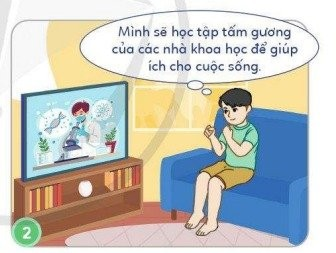 Mình sẽ học tập tấm gương
của các nhà khoa học để giúp
ích cho cuộc sống.
2